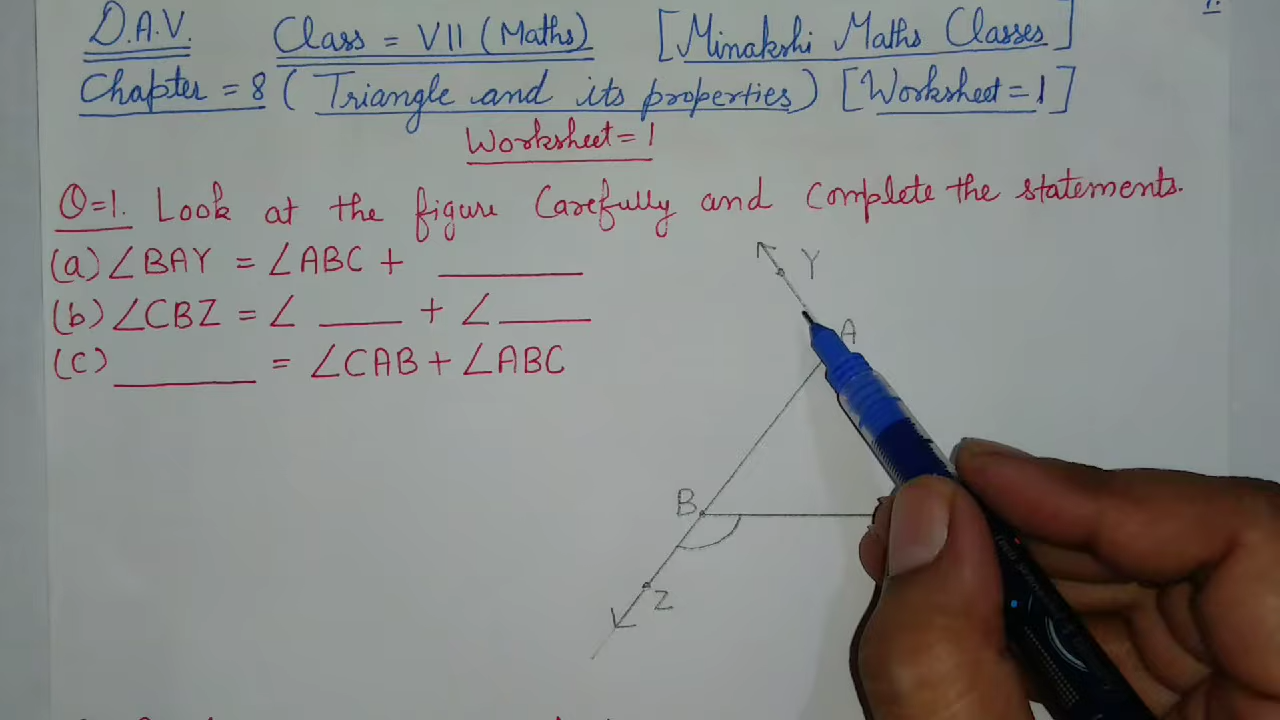 D.A.V. Class = VII (Maths) [Minakshi Maths Classes]
Chapter = 8 (Triangle and its properties) [Worksheet = 1]
Worksheet = 1
Q=1. Look at the figure Carefully and Complete the statements.
(a) ∠BAY = ∠ABC + ______
(b) ∠CBZ = ∠ ____ + ∠ ____
(c) ______ = ∠CAB + ∠ABC
Y
A
B
Z